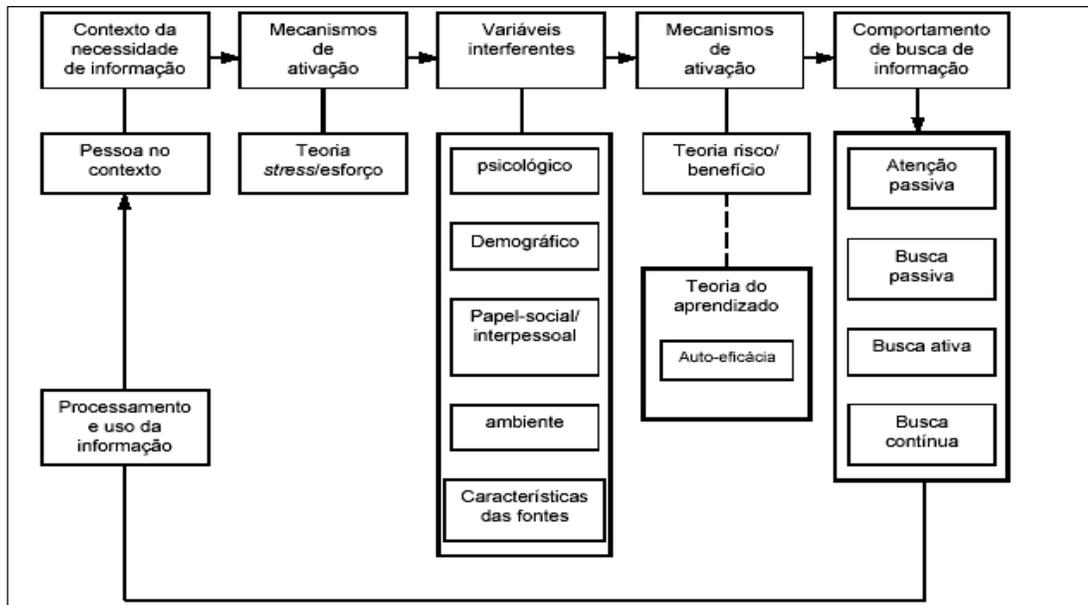 Contexto da
necessidade
de informação
Mecanismos
de
ativação
Variáveis
interferentes
Mecanismos
de
ativação
Comportamento
de busca de
informação
Pessoa no
contexto
Teoria
stress/esforço
psicológico
Demográfico
Papel-social/
interpessoal
ambiente
Características
das fontes
Teoria risco/
benefício
Teoria do
aprendizado
Auto-eficácia
Atenção
passiva
Busca
passiva
Busca ativa
Busca
contínua
Processamento
e uso da
informação